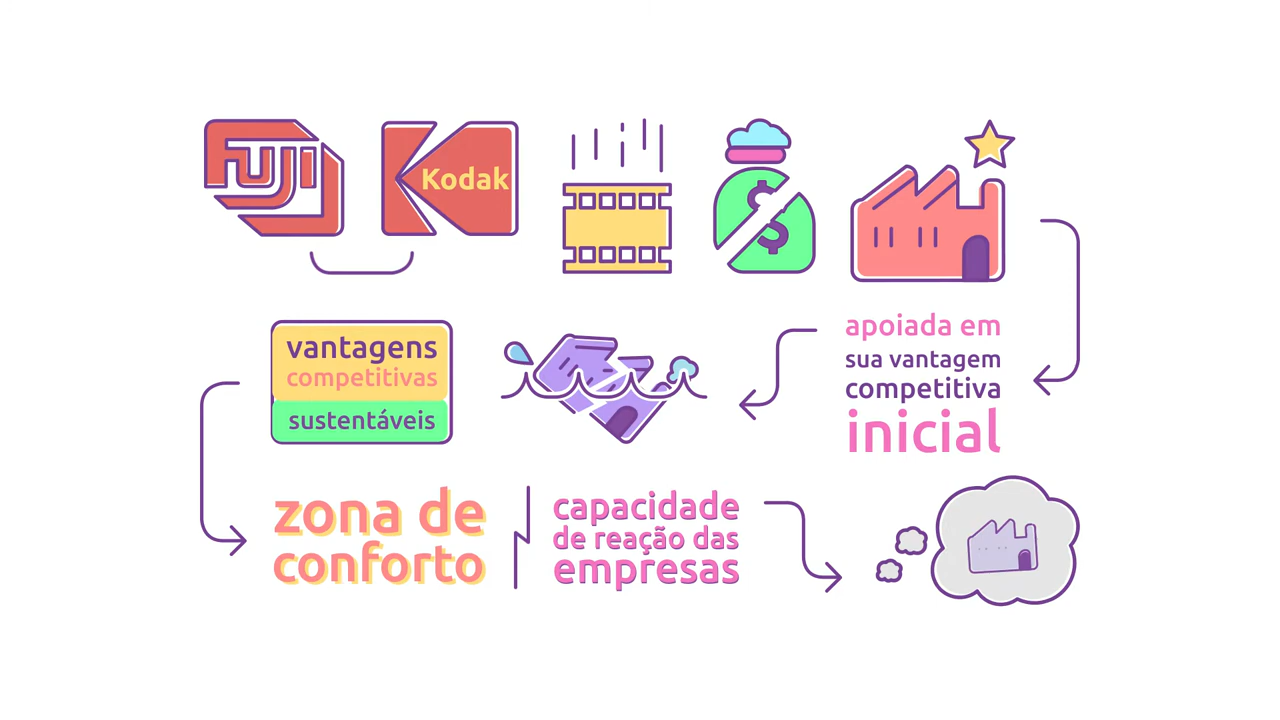 FUJI
Kodak
$
apoiada em
sua vantagem
competitiva
inicial
vantagens
competitivas
sustentáveis
zona de
conforto
capacidade
de reação das
empresas